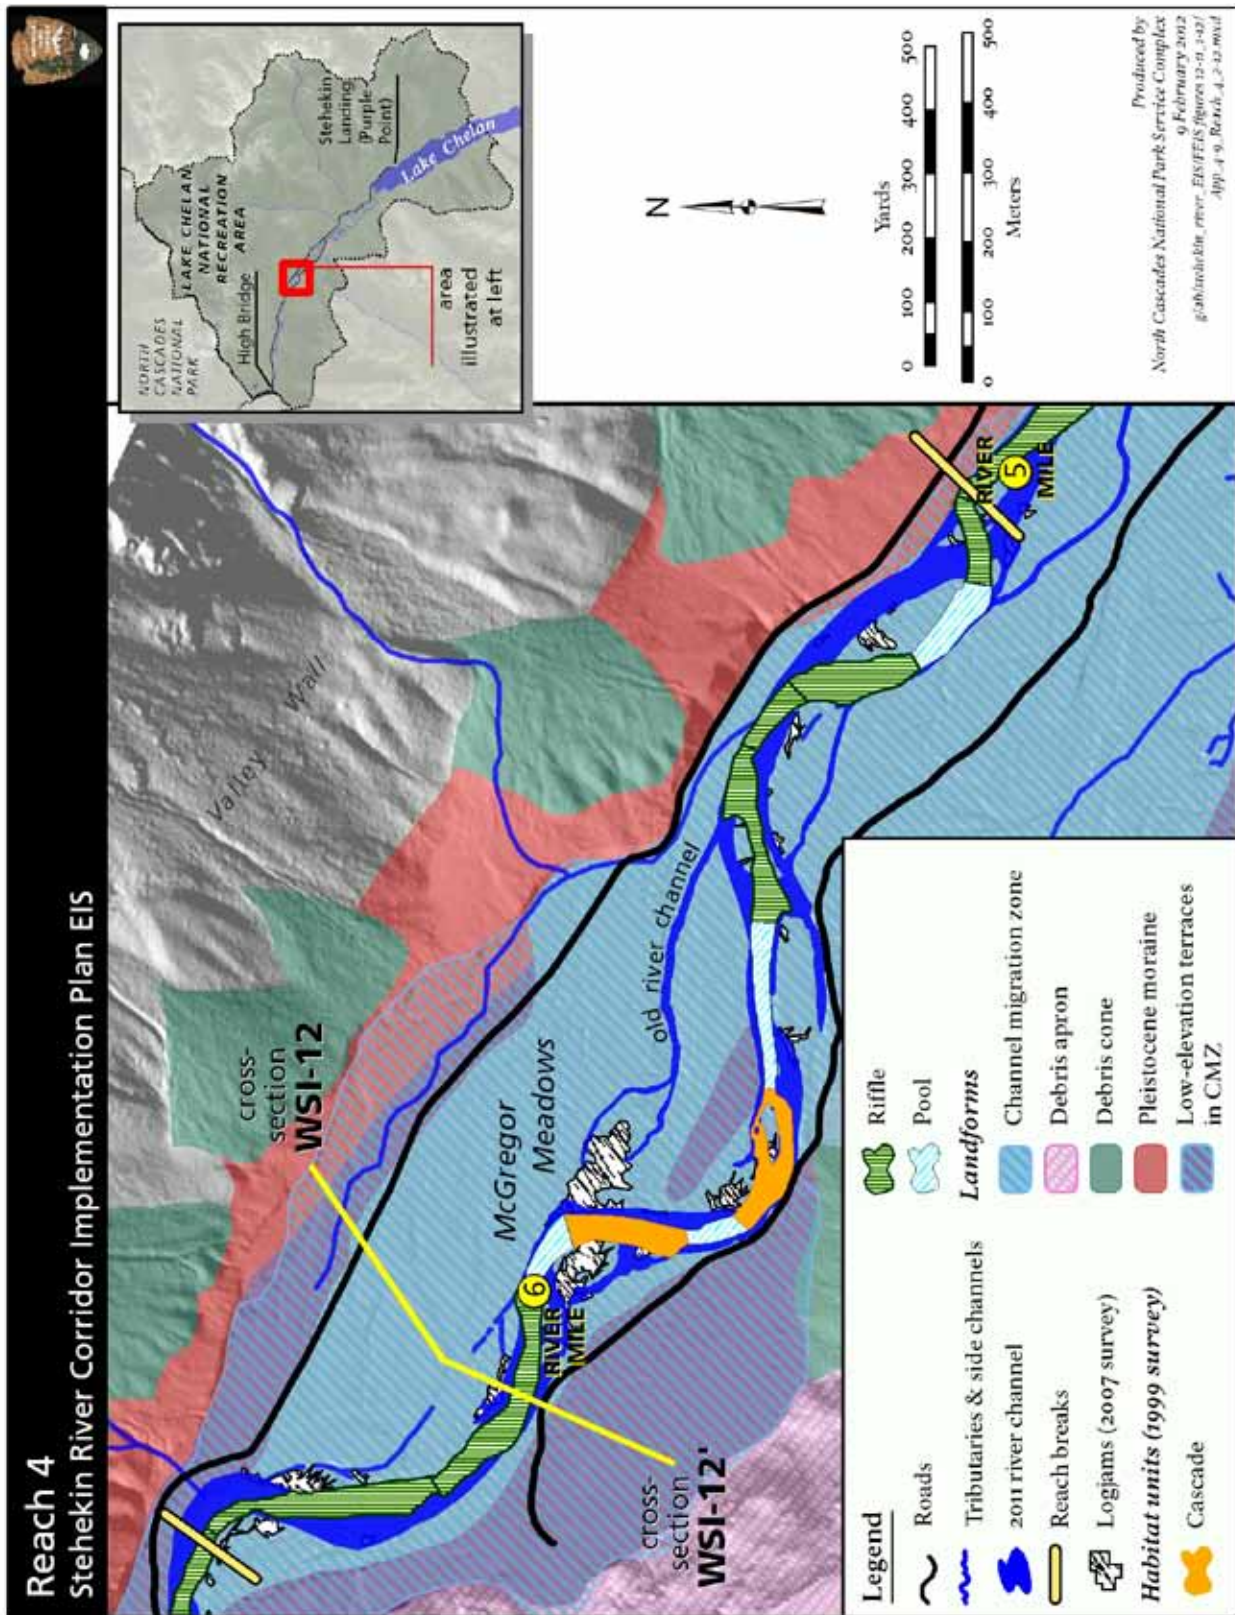 Reach 4
Stehekin River Corridor Implementation Plan EIS
cross-
section
WSI-12
Valley Wall
McGregor
Meadows
old river channel
6
RIVER
MILE
cross-
section
WSI-12'
RIVER
5
MILE
NORTH
CASCADES
NATIONAL
PARK
LAKE CHELAN
NATIONAL
RECREATION
AREA
High Bridge
Stehekin
Landing
(Purple
Point)
Lake Chelan
area
illustrated
at left
N
Yards
0 100 200 300 400 500
0 100 200 300 400 500
Meters
Legend
Roads
Tributaries & side channels
2011 river channel
Reach breaks
Logjams (2007 survey)
Habitat units (1999 survey)
Cascade
Riffle
Pool
Landforms
Channel migration zone
Debris apron
Debris cone
Pleistocene moraine
Low-elevation terraces
in CMZ
Produced by
North Cascades National Park Service Complex
9 February 2012